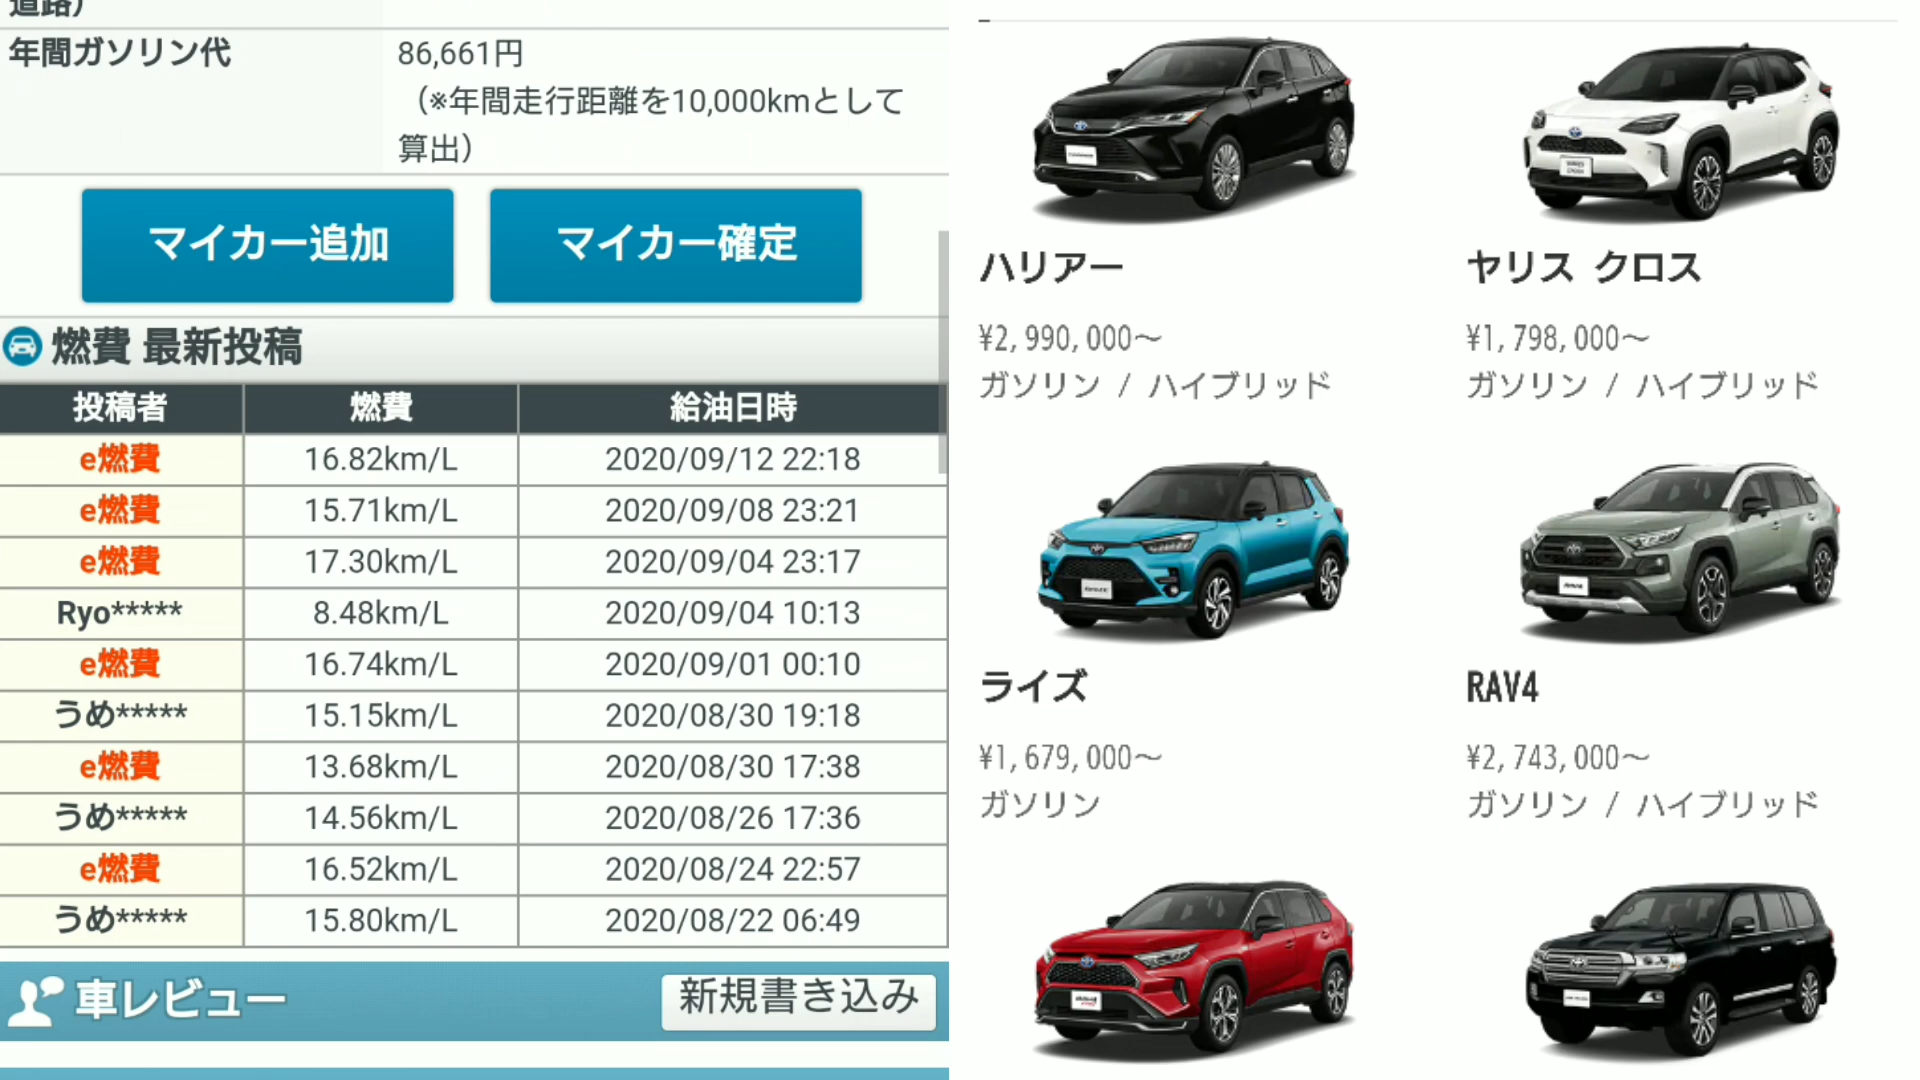 道路）
年間ガソリン代
86,661円
（※年間走行距離を10,000kmとして
算出）
マイカー追加
マイカー確定
燃費 最新投稿
投稿者 燃費 給油日時
e燃費 16.82km/L 2020/09/12 22:18
e燃費 15.71km/L 2020/09/08 23:21
e燃費 17.30km/L 2020/09/04 23:17
Ryo***** 8.48km/L 2020/09/04 10:13
e燃費 16.74km/L 2020/09/01 00:10
うめ***** 15.15km/L 2020/08/30 19:18
e燃費 13.68km/L 2020/08/30 17:38
うめ***** 14.56km/L 2020/08/26 17:36
e燃費 16.52km/L 2020/08/24 22:57
うめ***** 15.80km/L 2020/08/22 06:49
車レビュー
新規書き込み
ハリアー
¥2,990,000〜
ガソリン / ハイブリッド
ヤリス クロス
¥1,798,000〜
ガソリン / ハイブリッド
ライズ
¥1,679,000〜
ガソリン
RAV4
¥2,743,000〜
ガソリン / ハイブリッド